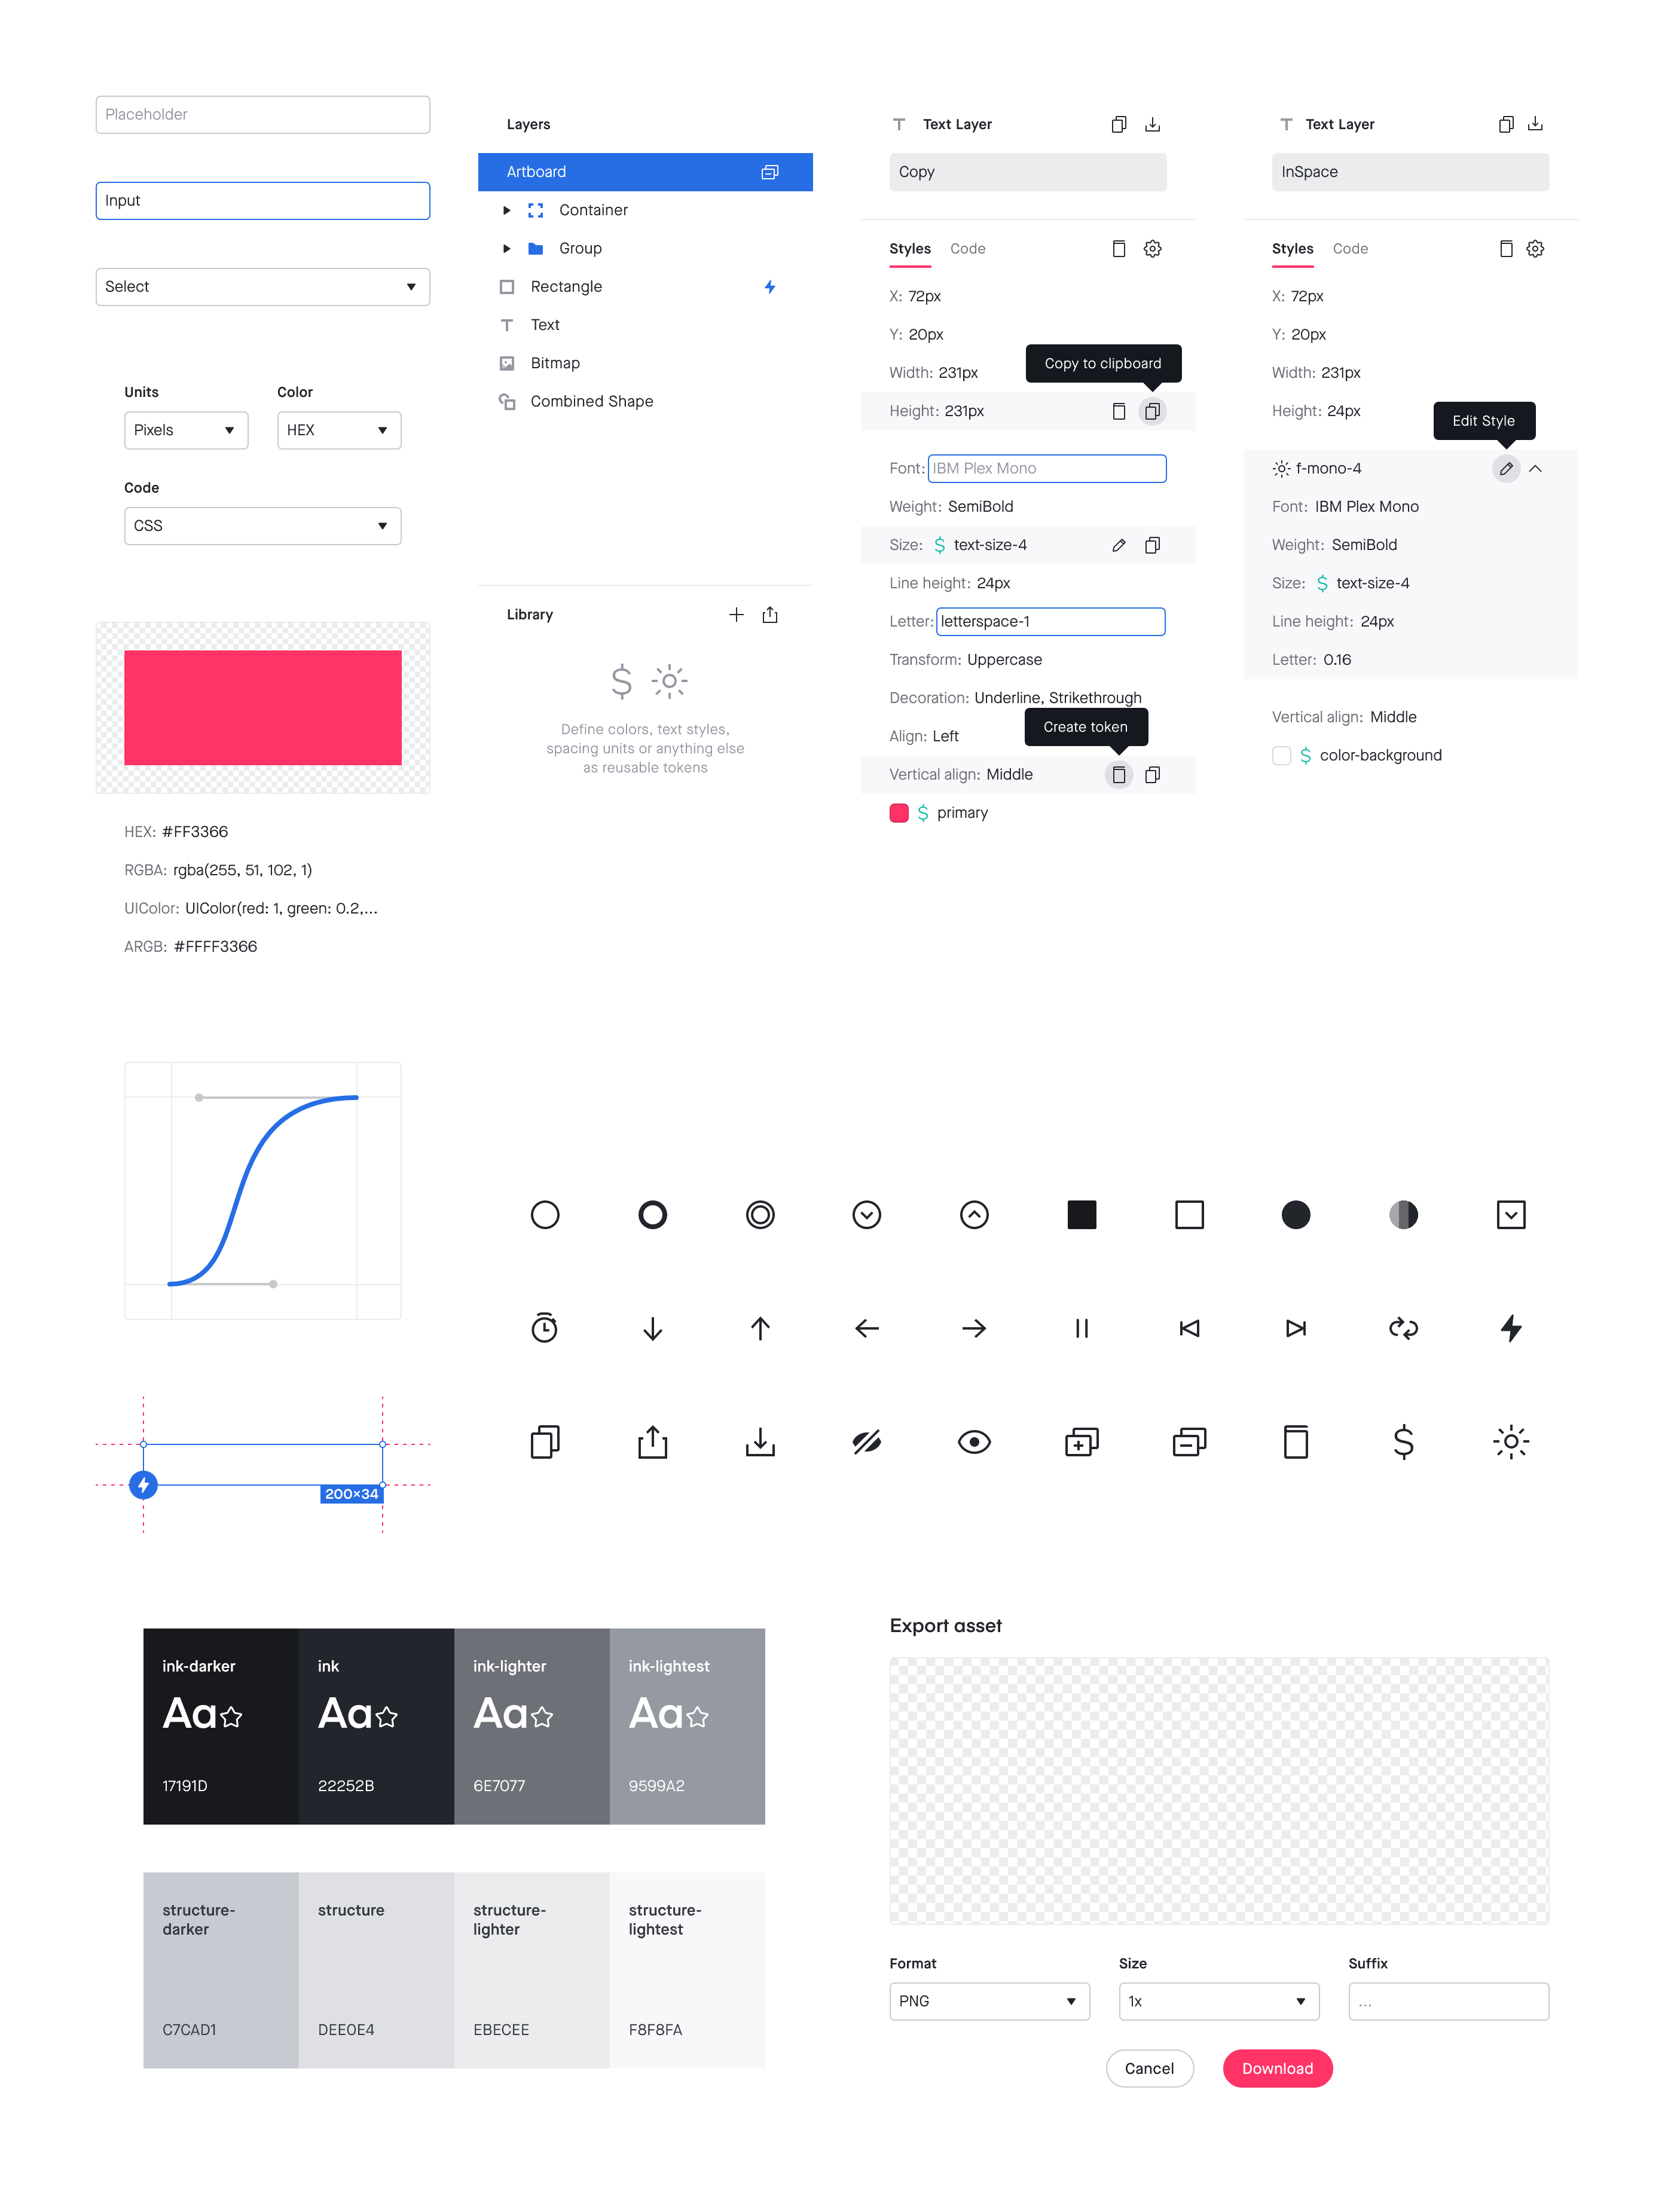 Placeholder
Input
Select
Units
Color
Pixels
HEX
Code
CSS
HEX: #FF3366
RGBA: rgba(255, 51, 102, 1)
UIColor: UIColor(red: 1, green: 0.2,...
ARGB: #FFFF3366
Layers
Artboard
Container
Group
Rectangle
Text
Bitmap
Combined Shape
Library
Define colors, text styles,
spacing units or anything else
as reusable tokens
Text Layer
Copy
Styles Code
X: 72px
Y: 20px
Copy to clipboard
Width: 231px
Height: 231px
Font: IBM Plex Mono
Weight: SemiBold
Size: $ text-size-4
Line height: 24px
Letter: letterspace-1
Transform: Uppercase
Decoration: Underline, Strikethrough
Create token
Align: Left
Vertical align: Middle
$ primary
Text Layer
InSpace
Styles Code
X: 72px
Y: 20px
Width: 231px
Height: 24px
Edit Style
f-mono-4
Font: IBM Plex Mono
Weight: SemiBold
Size: $ text-size-4
Line height: 24px
Letter: 0.16
Vertical align: Middle
$ color-background
200×34
ink-darker
Aa
17191D
ink
Aa
22252B
ink-lighter
Aa
6E7077
ink-lightest
Aa
9599A2
structure-
darker
C7CAD1
structure
DEE0E4
structure-
lighter
EBECEE
structure-
lightest
F8F8FA
Export asset
Format
Size
Suffix
PNG
1x
...
Cancel
Download